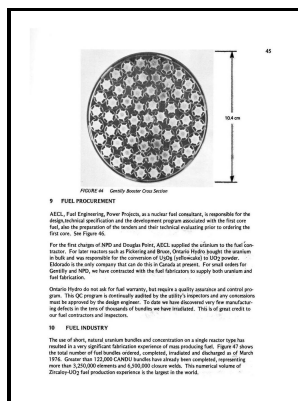 45
10.4 cm
FIGURE 44 Gentilly Booster Cross Section
9 FUEL PROCUREMENT
AECL, Fuel Engineering, Power Projects, as a nuclear fuel consultant, is responsible for the
design,technical specification and the development program associated with the first core
fuel, also the preparation of the tenders and their technical evaluating prior to ordering the
first core. See Figure 46.
For the first charges of NPD and Douglas Point, AECL supplied the uranium to the fuel con-
tractor. For later reactors such as Pickering and Bruce, Ontario Hydro bought the uranium
in bulk and was responsible for the conversion of U3O8 (yellowcake) to UO2 powder.
Eldorado is the only company that can do this in Canada at present. For small orders for
Gentilly and NPD, we have contracted with the fuel fabricators to supply both uranium and
fuel fabrication.
Ontario Hydro do not ask for fuel warranty, but require a quality assurance and control pro-
gram. This QC program is continually audited by the utility's inspectors and any concessions
must be approved by the design engineer. To date we have discovered very few manufactur-
ing defects in the tens of thousands of bundles we have irradiated. This is of great credit to
our fuel contractors and inspectors.
10 FUEL INDUSTRY
The use of short, natural uranium bundles and concentration on a single reactor type has
resulted in a very significant fabrication experience of mass producing fuel. Figure 47 shows
the total number of fuel bundles ordered, completed, irradiated and discharged as of March
1976. Greater than 122,000 CANDU bundles have already been completed, representing
more than 3,250,000 elements and 6,500,000 closure welds. This numerical volume of
Zircaloy-UO2 fuel production experience is the largest in the world.